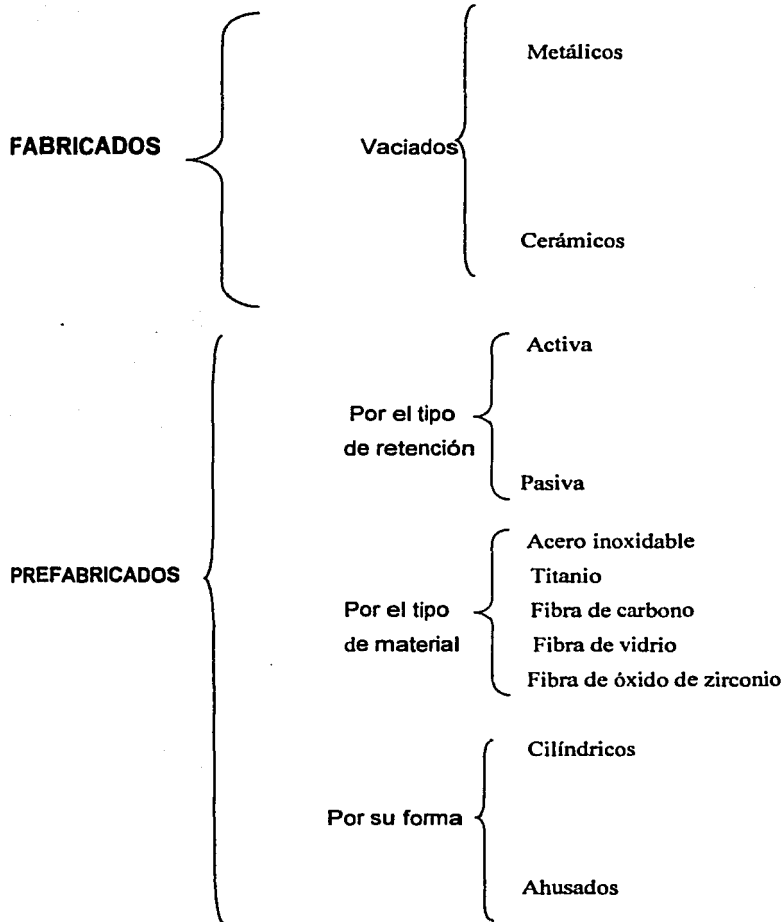 FABRICADOS
Vaciados
Metálicos
Cerámicos
PREFABRICADOS
Por el tipo
de retención
Activa
Pasiva
Por el tipo
de material
Acero inoxidable
Titanio
Fibra de carbono
Fibra de vidrio
Fibra de óxido de zirconio
Por su forma
Cilíndricos
Ahusados